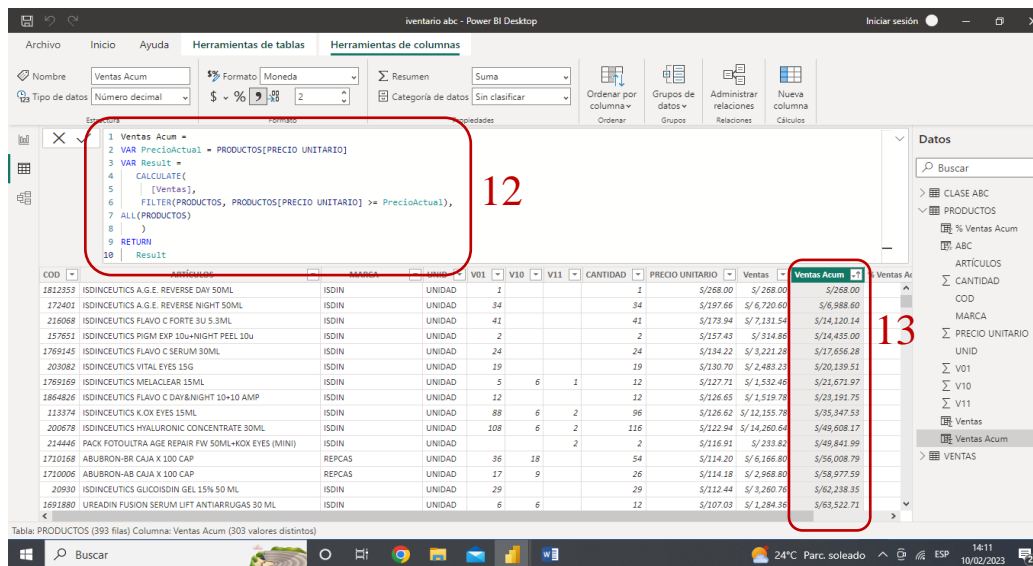 iventario abc - Power BI Desktop
Iniciar sesión
Archivo Inicio Ayuda Herramientas de tablas Herramientas de columnas
Nombre Ventas Acum
Tipo de datos Número decimal
Estructura
Formato Moneda
$ % 9 2
Formato
Resumen Suma
Categoría de datos Sin clasificar
Propiedades
Ordenar por columna
Ordenar
Grupos de datos
Grupos
Administrar relaciones
Relaciones
Nueva columna
Cálculos
1 Ventas Acum =
2 VAR PrecioActual = PRODUCTOS[PRECIO UNITARIO]
3 VAR Result =
4 CALCULATE(
5 [Ventas],
6 FILTER(PRODUCTOS, PRODUCTOS[PRECIO UNITARIO] >= PrecioActual),
7 ALL(PRODUCTOS)
8 )
9 RETURN
10 Result
12
COD ARTÍCULOS MARCA UNID V01 V10 V11 CANTIDAD PRECIO UNITARIO Ventas Ventas Acum % Ventas Ac
1812353 ISDINCEUTICS A.G.E. REVERSE DAY 50ML ISDIN UNIDAD 1 1 S/268.00 S/ 268.00 S/268.00
172401 ISDINCEUTICS A.G.E. REVERSE NIGHT 50ML ISDIN UNIDAD 34 34 S/197.66 S/ 6,720.60 S/6,988.60
216068 ISDINCEUTICS FLAVO C FORTE 3U 5.3ML ISDIN UNIDAD 41 41 S/173.94 S/ 7,131.54 S/14,120.14
157651 ISDINCEUTICS PIGM EXP 10u+NIGHT PEEL 10u ISDIN UNIDAD 2 2 S/157.43 S/ 314.86 S/14,435.00
1769145 ISDINCEUTICS FLAVO C SERUM 30ML ISDIN UNIDAD 24 24 S/134.22 S/ 3,221.28 S/17,656.28
203082 ISDINCEUTICS VITAL EYES 15G ISDIN UNIDAD 19 19 S/130.70 S/ 2,483.23 S/20,139.51
1769169 ISDINCEUTICS MELACLEAR 15ML ISDIN UNIDAD 5 6 1 12 S/127.71 S/ 1,532.46 S/21,671.97
1864826 ISDINCEUTICS FLAVO C DAY&NIGHT 10+10 AMP ISDIN UNIDAD 12 12 S/126.65 S/ 1,519.78 S/23,191.75
113374 ISDINCEUTICS K.OX EYES 15ML ISDIN UNIDAD 88 6 2 96 S/126.62 S/ 12,155.78 S/35,347.53
200678 ISDINCEUTICS HYALURONIC CONCENTRATE 30ML ISDIN UNIDAD 108 6 2 116 S/122.94 S/ 14,260.64 S/49,608.17
214446 PACK FOTOULTRA AGE REPAIR FW 50ML+KOX EYES (MINI) ISDIN UNIDAD 2 2 S/116.91 S/ 233.82 S/49,841.99
1710168 ABUBRON-BR CAJA X 100 CAP REPCAS UNIDAD 36 18 54 S/114.20 S/ 6,166.80 S/56,008.79
1710006 ABUBRON-AB CAJA X 100 CAP REPCAS UNIDAD 17 9 26 S/114.18 S/ 2,968.80 S/58,977.59
20930 ISDINCEUTICS GLICOISDIN GEL 15% 50 ML ISDIN UNIDAD 29 29 S/112.44 S/ 3,260.76 S/62,238.35
1691880 UREADIN FUSION SERUM LIFT ANTIARRUGAS 30 ML ISDIN UNIDAD 6 6 12 S/107.03 S/ 1,284.36 S/63,522.71
13
Datos
Buscar
CLASE ABC
PRODUCTOS
% Ventas Acum
ABC
ARTÍCULOS
CANTIDAD
COD
MARCA
PRECIO UNITARIO
UNID
V01
V10
V11
Ventas
Ventas Acum
VENTAS
Tabla: PRODUCTOS (393 filas) Columna: Ventas Acum (303 valores distintos)
Buscar
24°C Parc. soleado
ESP
14:11
10/02/2023